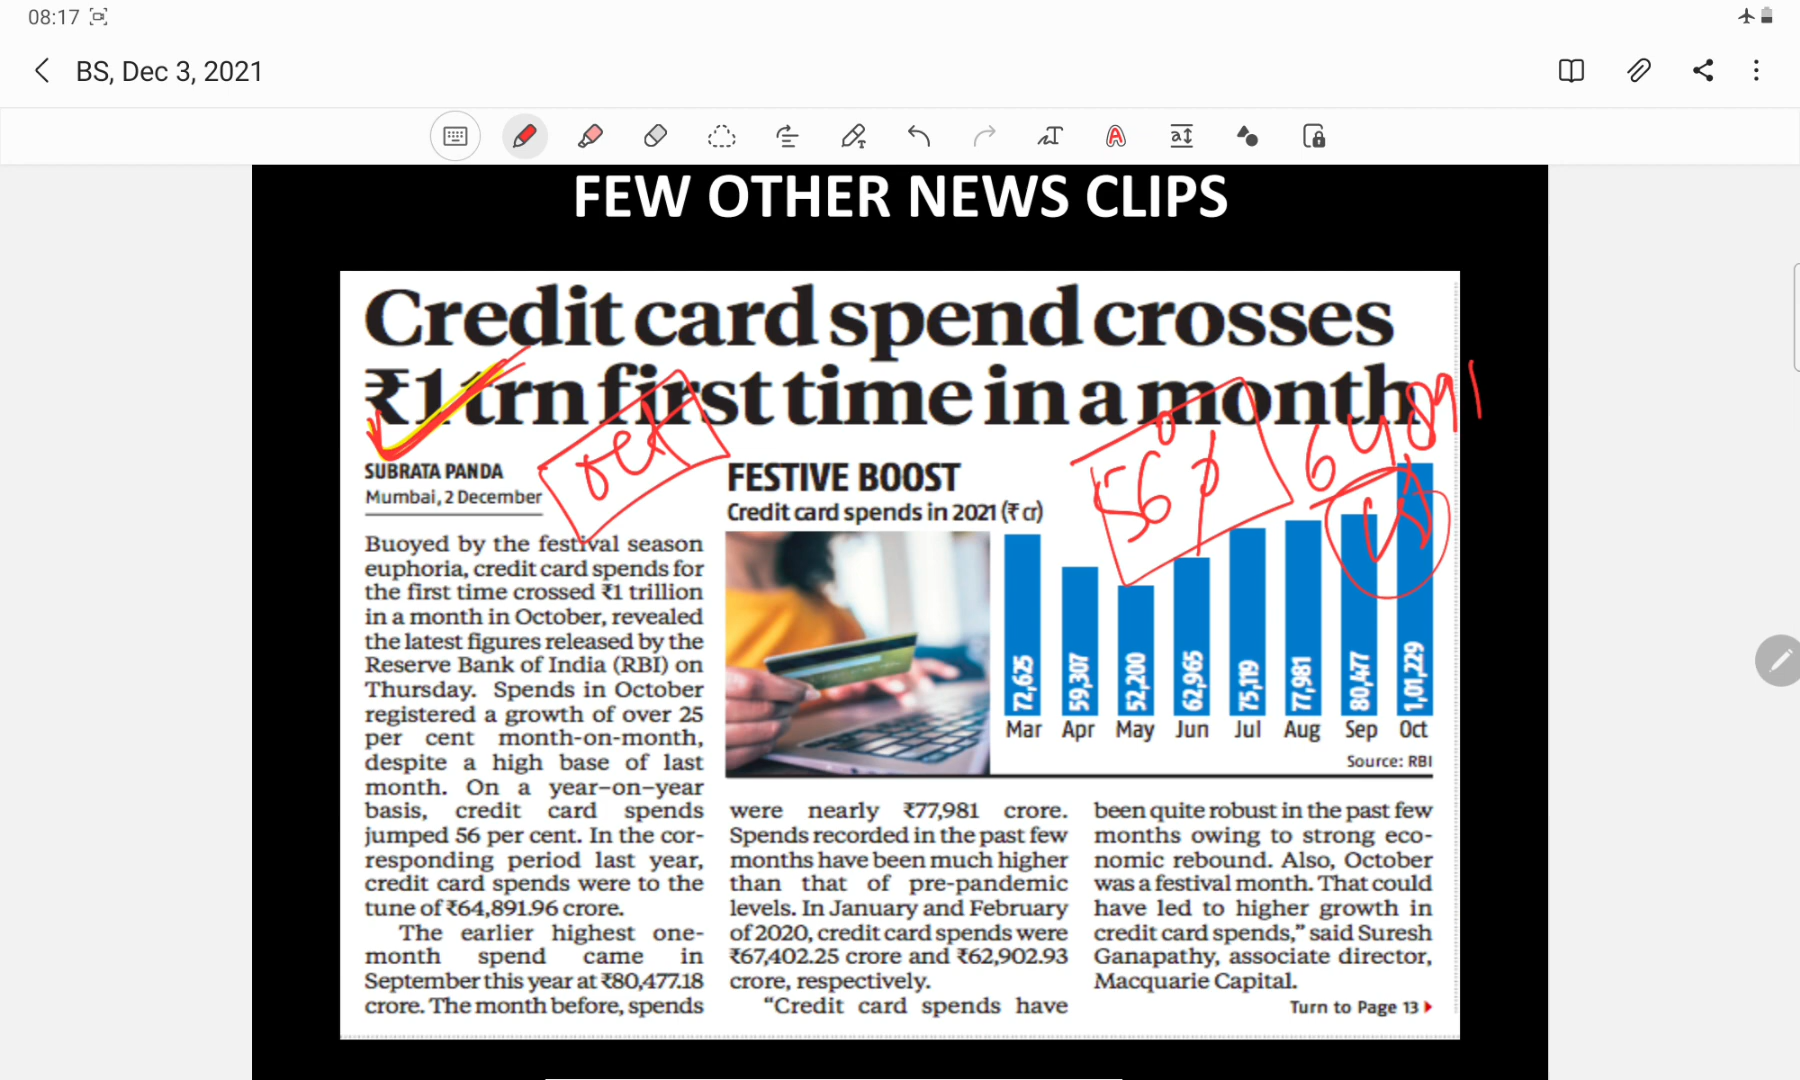 08:17
BS, Dec 3, 2021
FEW OTHER NEWS CLIPS
Credit card spend crosses
₹1 trn first time in a month
SUBRATA PANDA
Mumbai, 2 December
Buoyed by the festival season
euphoria, credit card spends for
the first time crossed ₹1 trillion
in a month in October, revealed
the latest figures released by the
Reserve Bank of India (RBI) on
Thursday. Spends in October
registered a growth of over 25
per cent month-on-month,
despite a high base of last
month. On a year-on-year
basis, credit card spends
jumped 56 per cent. In the cor-
responding period last year,
credit card spends were to the
tune of ₹64,891.96 crore.
The earlier highest one-
month spend came in
September this year at ₹80,477.18
crore. The month before, spends
FESTIVE BOOST
Credit card spends in 2021 (₹ cr)
72,625
59,307
52,200
62,965
75,119
77,981
80,477
1,01,229
Mar Apr May Jun Jul Aug Sep Oct
Source: RBI
were nearly ₹77,981 crore.
Spends recorded in the past few
months have been much higher
than that of pre-pandemic
levels. In January and February
of 2020, credit card spends were
₹67,402.25 crore and ₹62,902.93
crore, respectively.
"Credit card spends have
been quite robust in the past few
months owing to strong eco-
nomic rebound. Also, October
was a festival month. That could
have led to higher growth in
credit card spends," said Suresh
Ganapathy, associate director,
Macquarie Capital.
Turn to Page 13
oct
56%
64891